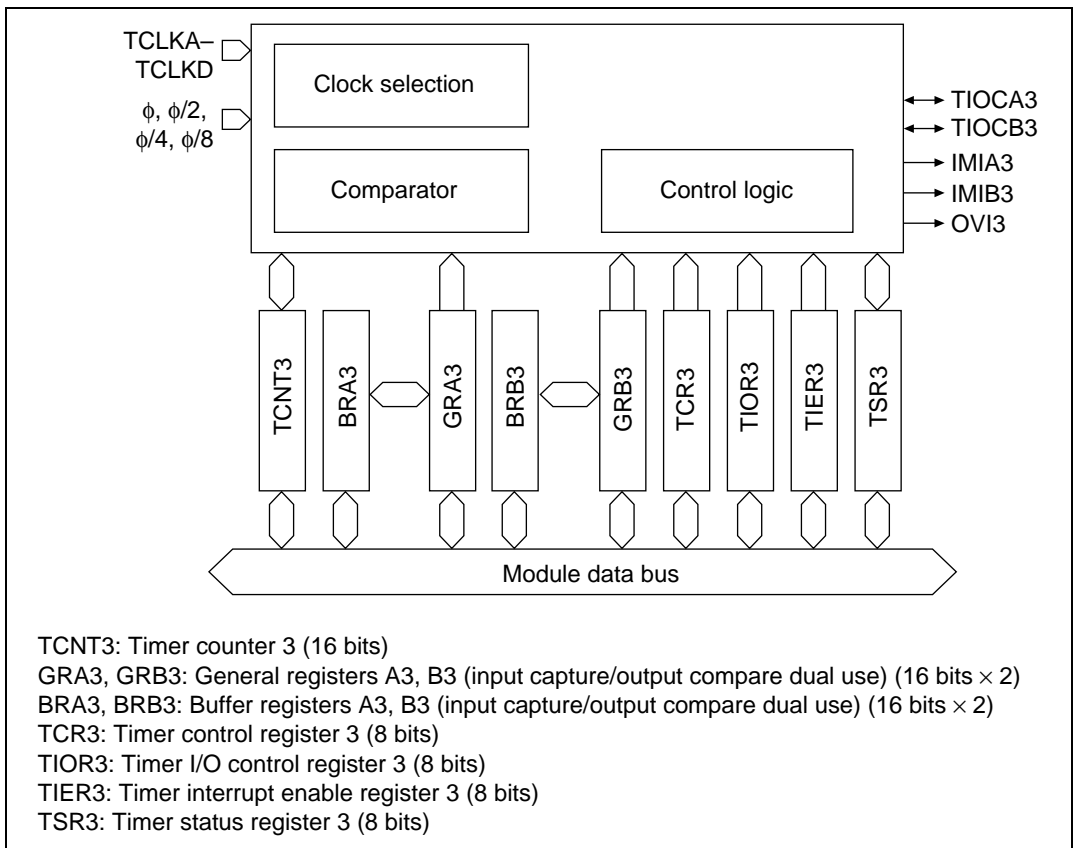 TCLKA–
TCLKD
ϕ, ϕ/2,
ϕ/4, ϕ/8
Clock selection
Comparator
Control logic
TIOCA3
TIOCB3
IMIA3
IMIB3
OVI3
TCNT3
BRA3
GRA3
BRB3
GRB3
TCR3
TIOR3
TIER3
TSR3
Module data bus
TCNT3: Timer counter 3 (16 bits)
GRA3, GRB3: General registers A3, B3 (input capture/output compare dual use) (16 bits × 2)
BRA3, BRB3: Buffer registers A3, B3 (input capture/output compare dual use) (16 bits × 2)
TCR3: Timer control register 3 (8 bits)
TIOR3: Timer I/O control register 3 (8 bits)
TIER3: Timer interrupt enable register 3 (8 bits)
TSR3: Timer status register 3 (8 bits)